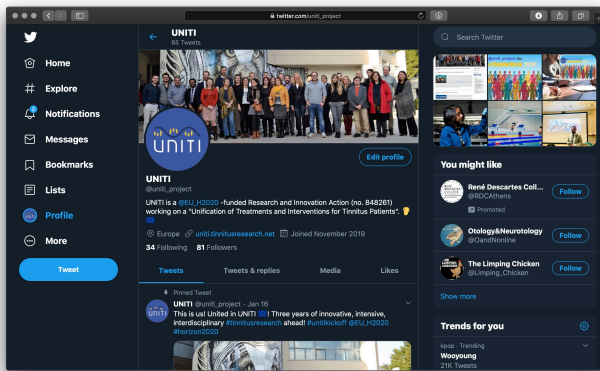 twitter.com/uniti_project
UNITI
65 Tweets
Search Twitter
Home
Explore
2
Notifications
Messages
Bookmarks
Lists
Profile
More
Tweet
UNITI
Edit profile
UNITI
@uniti_project
UNITI is a @EU_H2020 -funded Research and Innovation Action (no. 848261)
working on a "Unification of Treatments and Interventions for Tinnitus Patients".
Europe uniti.tinnitusresearch.net Joined November 2019
34 Following 81 Followers
Tweets Tweets & replies Media Likes
Pinned Tweet
UNITI @uniti_project · Jan 16
This is us! United in UNITI ! Three years of innovative, intensive,
interdisciplinary #tinnitusresearch ahead! #unitikickoff @EU_H2020
#horizon2020
You might like
René Descartes Coll...
@RDCAthens
Promoted
Follow
Otology&Neurotology
@OandNonline
Follow
The Limping Chicken
@Limping_Chicken
Follow
Show more
Trends for you
kpop · Trending
Wooyoung
21K Tweets